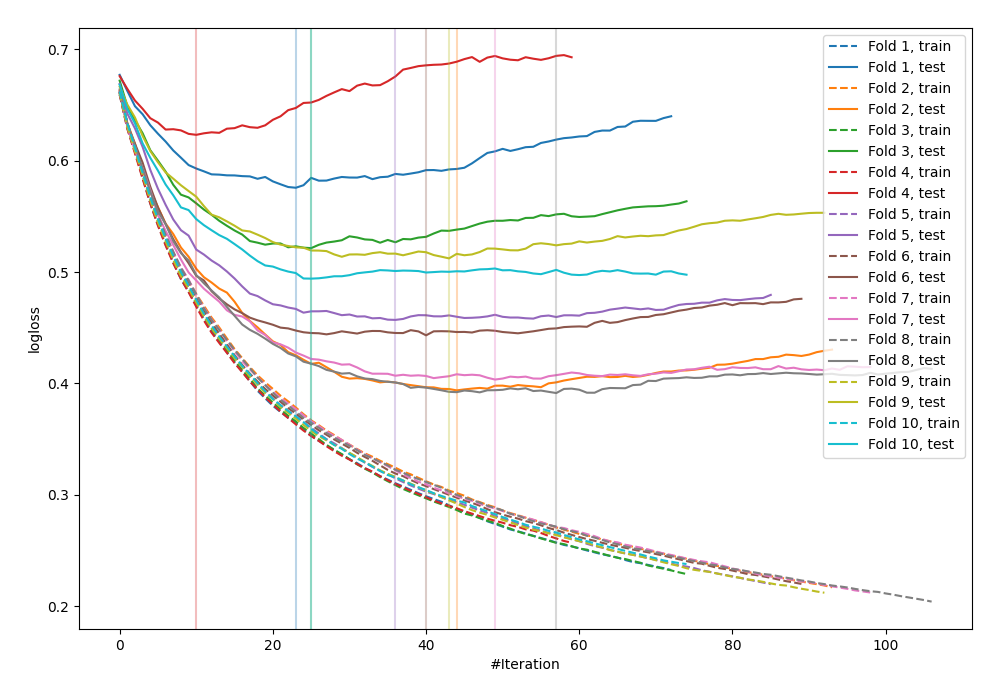 0.7
0.6
0.5
0.4
0.3
0.2
logloss
0
20
40
60
80
100
#Iteration
Fold 1, train
Fold 1, test
Fold 2, train
Fold 2, test
Fold 3, train
Fold 3, test
Fold 4, train
Fold 4, test
Fold 5, train
Fold 5, test
Fold 6, train
Fold 6, test
Fold 7, train
Fold 7, test
Fold 8, train
Fold 8, test
Fold 9, train
Fold 9, test
Fold 10, train
Fold 10, test